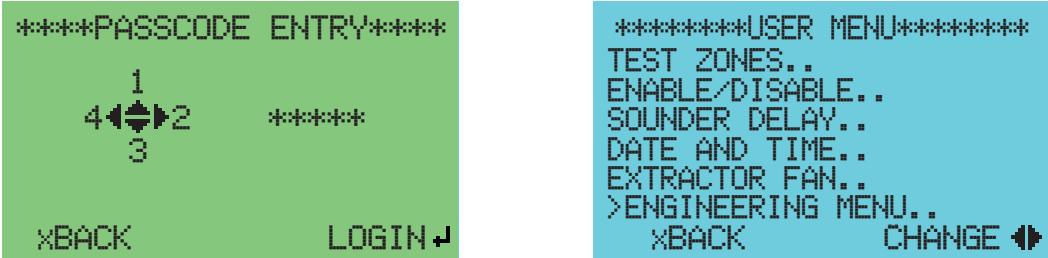 ****PASSCODE ENTRY****
1
4 2 *****
3
xBACK LOGIN
********USER MENU********
TEST ZONES..
ENABLE/DISABLE..
SOUNDER DELAY..
DATE AND TIME..
EXTRACTOR FAN..
>ENGINEERING MENU..
xBACK CHANGE